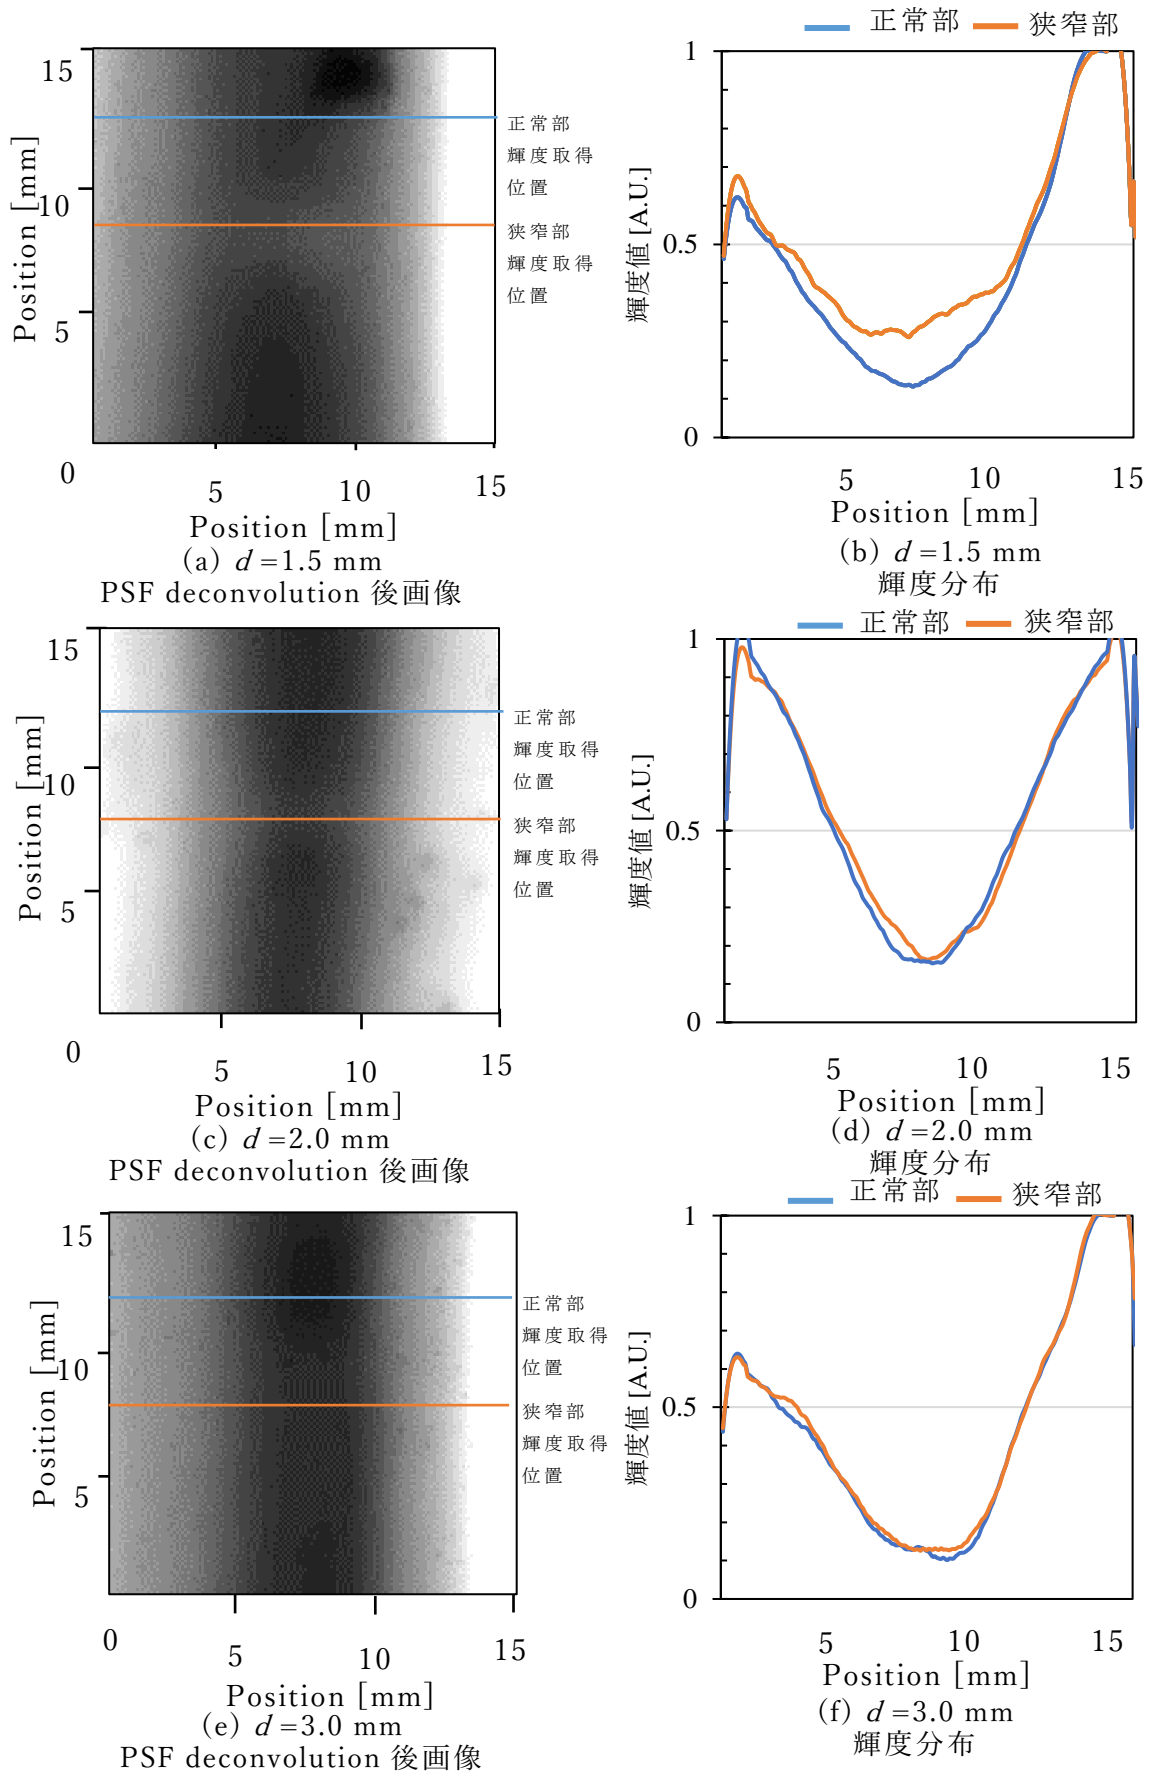 正常部 狭窄部
15
10
5
0
5
10
15
Position [mm]
Position [mm]
正常部
輝度取得
位置
狭窄部
輝度取得
位置
(a) d=1.5 mm
PSF deconvolution 後画像
1
0.5
0
輝度値 [A.U.]
5
10
15
Position [mm]
(b) d=1.5 mm
輝度分布
正常部 狭窄部
15
10
5
0
5
10
15
Position [mm]
Position [mm]
正常部
輝度取得
位置
狭窄部
輝度取得
位置
(c) d=2.0 mm
PSF deconvolution 後画像
1
0.5
0
輝度値 [A.U.]
5
10
15
Position [mm]
(d) d=2.0 mm
輝度分布
正常部 狭窄部
15
10
5
0
5
10
15
Position [mm]
Position [mm]
正常部
輝度取得
位置
狭窄部
輝度取得
位置
(e) d=3.0 mm
PSF deconvolution 後画像
1
0.5
0
輝度値 [A.U.]
5
10
15
Position [mm]
(f) d=3.0 mm
輝度分布